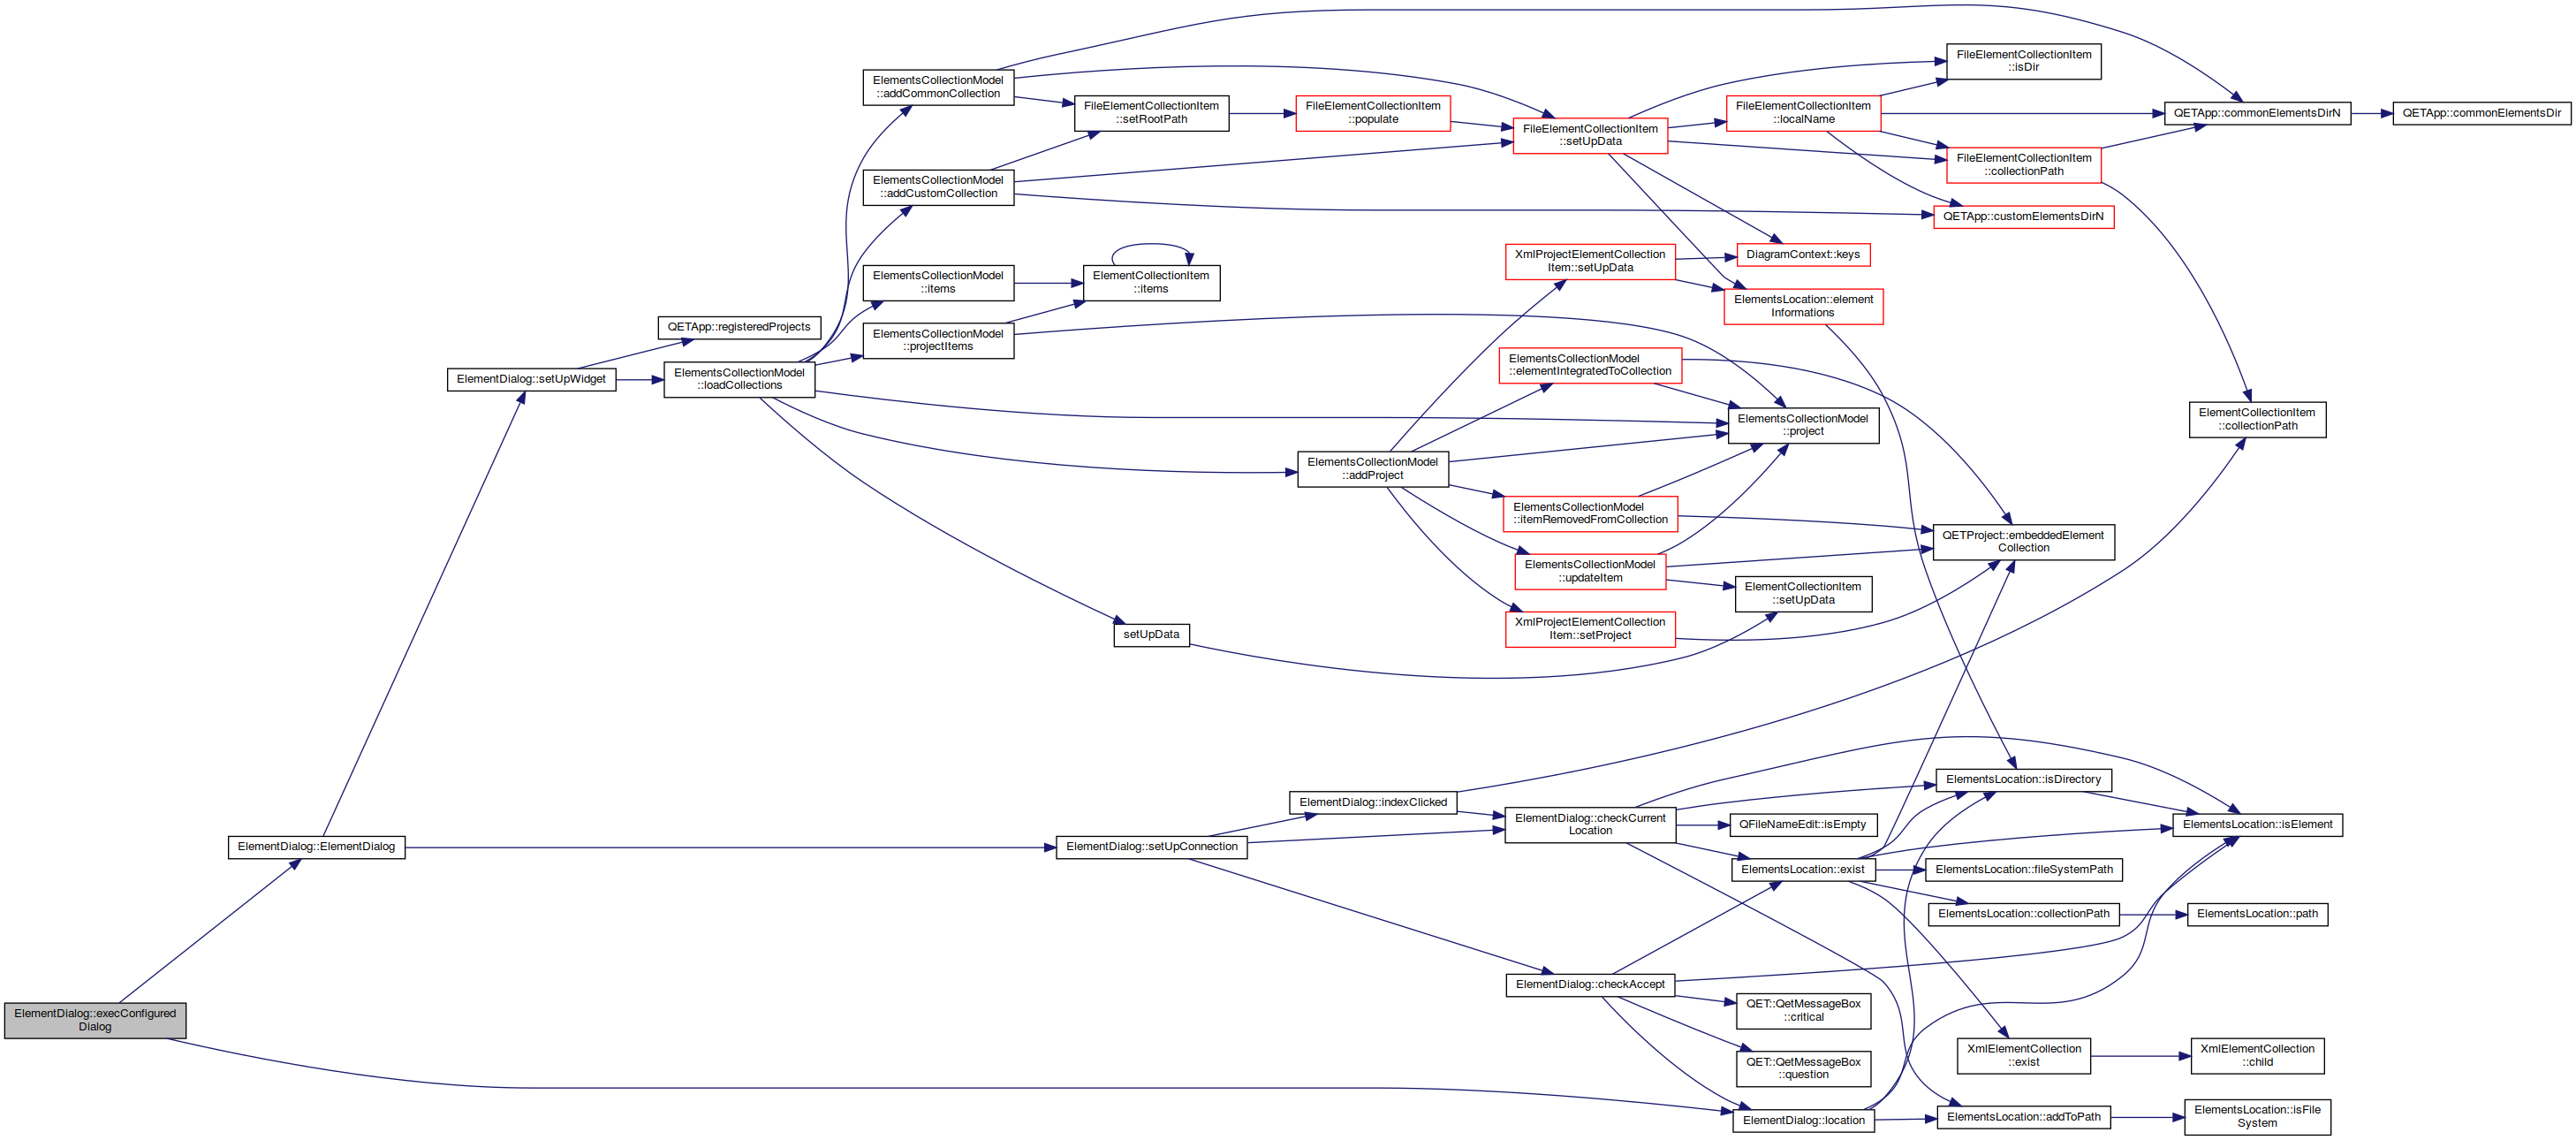 ElementDialog::execConfigured
Dialog
ElementDialog::ElementDialog
ElementDialog::setUpWidget
QETApp::registeredProjects
ElementsCollectionModel
::loadCollections
ElementsCollectionModel
::addCommonCollection
ElementsCollectionModel
::addCustomCollection
ElementsCollectionModel
::items
ElementsCollectionModel
::projectItems
FileElementCollectionItem
::setRootPath
ElementCollectionItem
::items
setUpData
ElementDialog::setUpConnection
FileElementCollectionItem
::populate
ElementsCollectionModel
::addProject
ElementDialog::indexClicked
FileElementCollectionItem
::setUpData
XmlProjectElementCollection
Item::setUpData
ElementsCollectionModel
::elementIntegratedToCollection
ElementsCollectionModel
::itemRemovedFromCollection
ElementsCollectionModel
::updateItem
XmlProjectElementCollection
Item::setProject
ElementDialog::checkCurrent
Location
ElementDialog::checkAccept
FileElementCollectionItem
::localName
DiagramContext::keys
ElementsLocation::element
Informations
ElementsCollectionModel
::project
ElementCollectionItem
::setUpData
QFileNameEdit::isEmpty
ElementsLocation::exist
QET::QetMessageBox
::critical
QET::QetMessageBox
::question
ElementDialog::location
FileElementCollectionItem
::isDir
FileElementCollectionItem
::collectionPath
QETApp::customElementsDirN
QETProject::embeddedElement
Collection
ElementsLocation::isDirectory
ElementsLocation::fileSystemPath
ElementsLocation::collectionPath
XmlElementCollection
::exist
ElementsLocation::addToPath
QETApp::commonElementsDirN
ElementCollectionItem
::collectionPath
ElementsLocation::isElement
ElementsLocation::path
XmlElementCollection
::child
ElementsLocation::isFile
System
QETApp::commonElementsDir